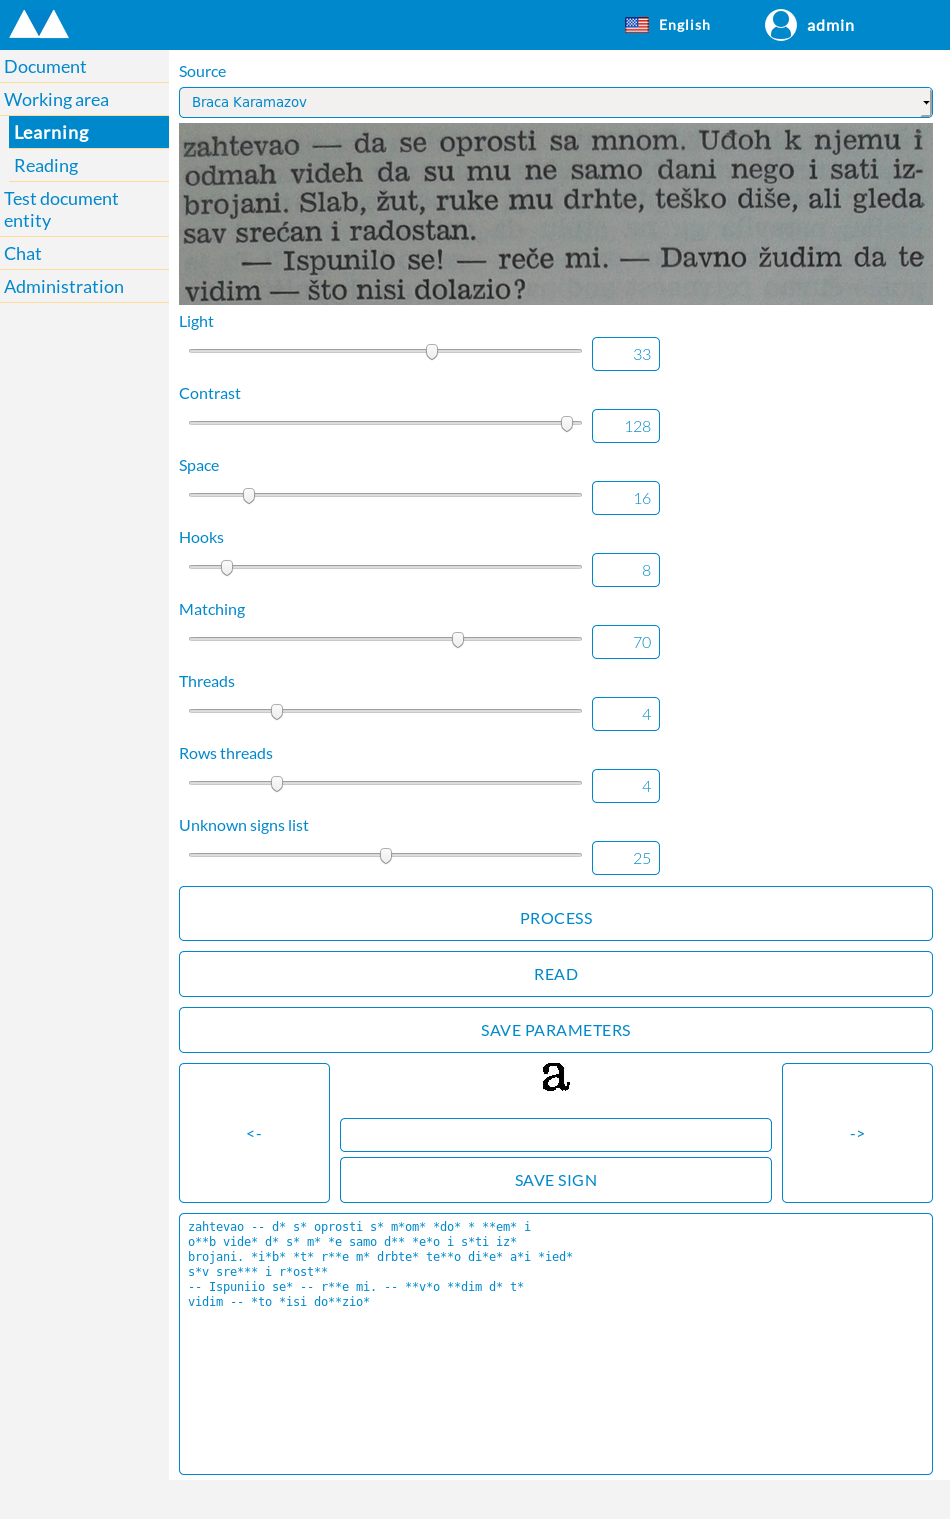 English
admin
Document
Working area
Learning
Reading
Test document
entity
Chat
Administration
Source
Braca Karamazov
zahtevao — da se oprosti sa mnom. Uđoh k njemu i
odmah videh da su mu ne samo dani nego i sati iz-
brojani. Slab, žut, ruke mu drhte, teško diše, ali gleda
sav srećan i radostan.
— Ispunilo se! — reče mi. — Davno žudim da te
vidim — što nisi dolazio?
Light
33
Contrast
128
Space
16
Hooks
8
Matching
70
Threads
4
Rows threads
4
Unknown signs list
25
PROCESS
READ
SAVE PARAMETERS
<-
a
->
SAVE SIGN
zahtevao -- d* s* oprosti s* m*om* *do* * **em* i
o**b vide* d* s* m* *e samo d** *e*o i s*ti iz*
brojani. *i*b* *t* r**e m* drbte* te**o di*e* a*i *ied*
s*v sre*** i r*ost**
-- Ispuniio se* -- r**e mi. -- **v*o **dim d* t*
vidim -- *to *isi do**zio*